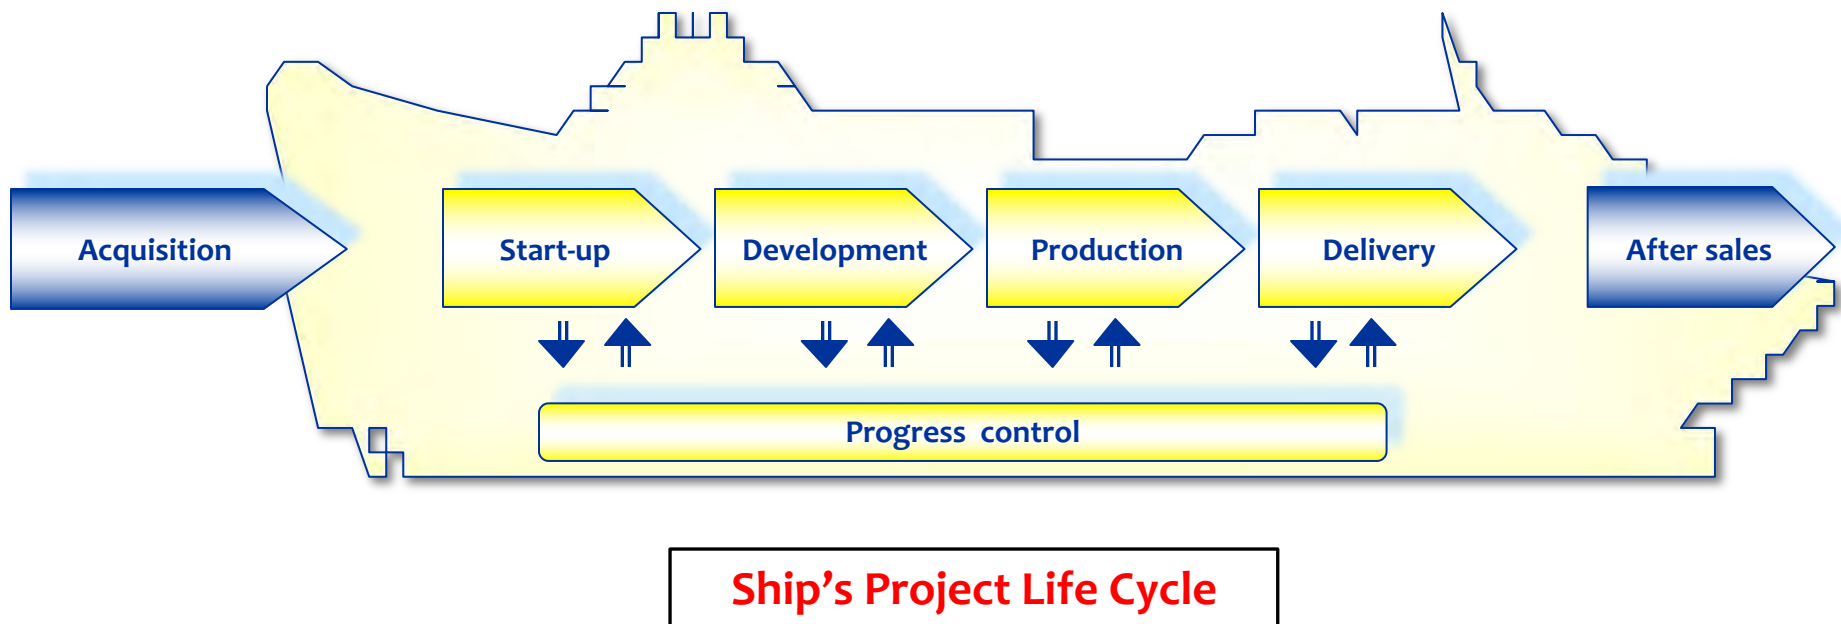 Acquisition
Start-up
Development
Production
Delivery
After sales
Progress control
Ship’s Project Life Cycle